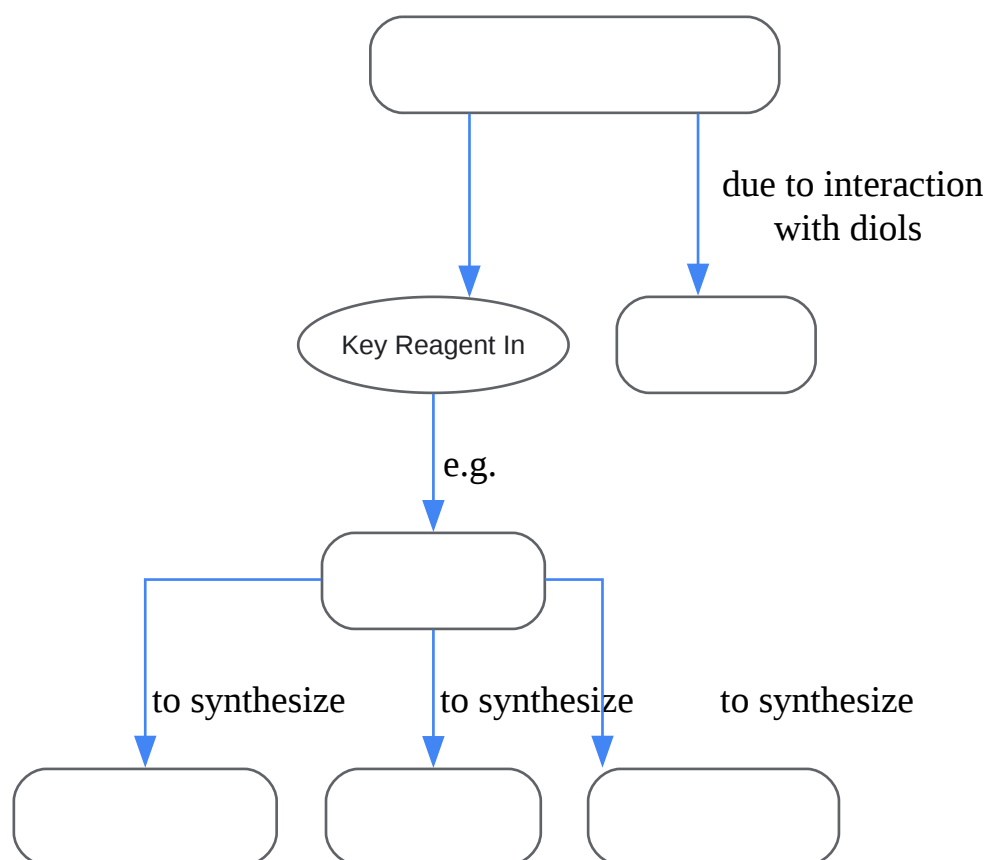 due to interaction
with diols
Key Reagent In
e.g.
to synthesize
to synthesize
to synthesize